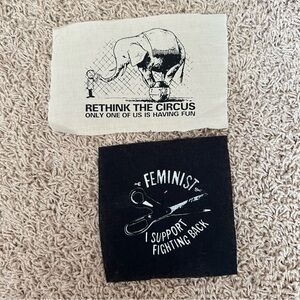 RETHINK THE CIRCUS
ONLY ONE OF US IS HAVING FUN
FEMINIST
I SUPPORT
FIGHTING BACK